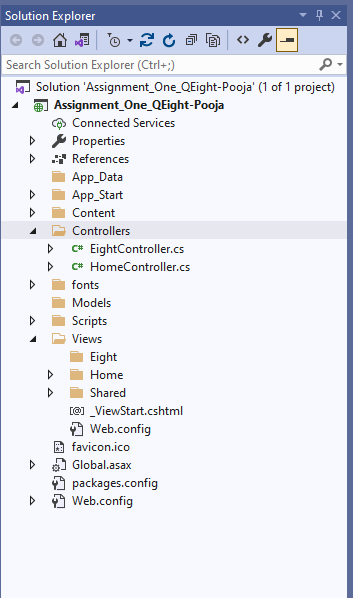 Solution Explorer
Search Solution Explorer (Ctrl+;)
Solution 'Assignment_One_QEight-Pooja' (1 of 1 project)
Assignment_One_QEight-Pooja
Connected Services
Properties
References
App_Data
App_Start
Content
Controllers
C# EightController.cs
C# HomeController.cs
fonts
Models
Scripts
Views
Eight
Home
Shared
[@] _ViewStart.cshtml
Web.config
favicon.ico
Global.asax
packages.config
Web.config